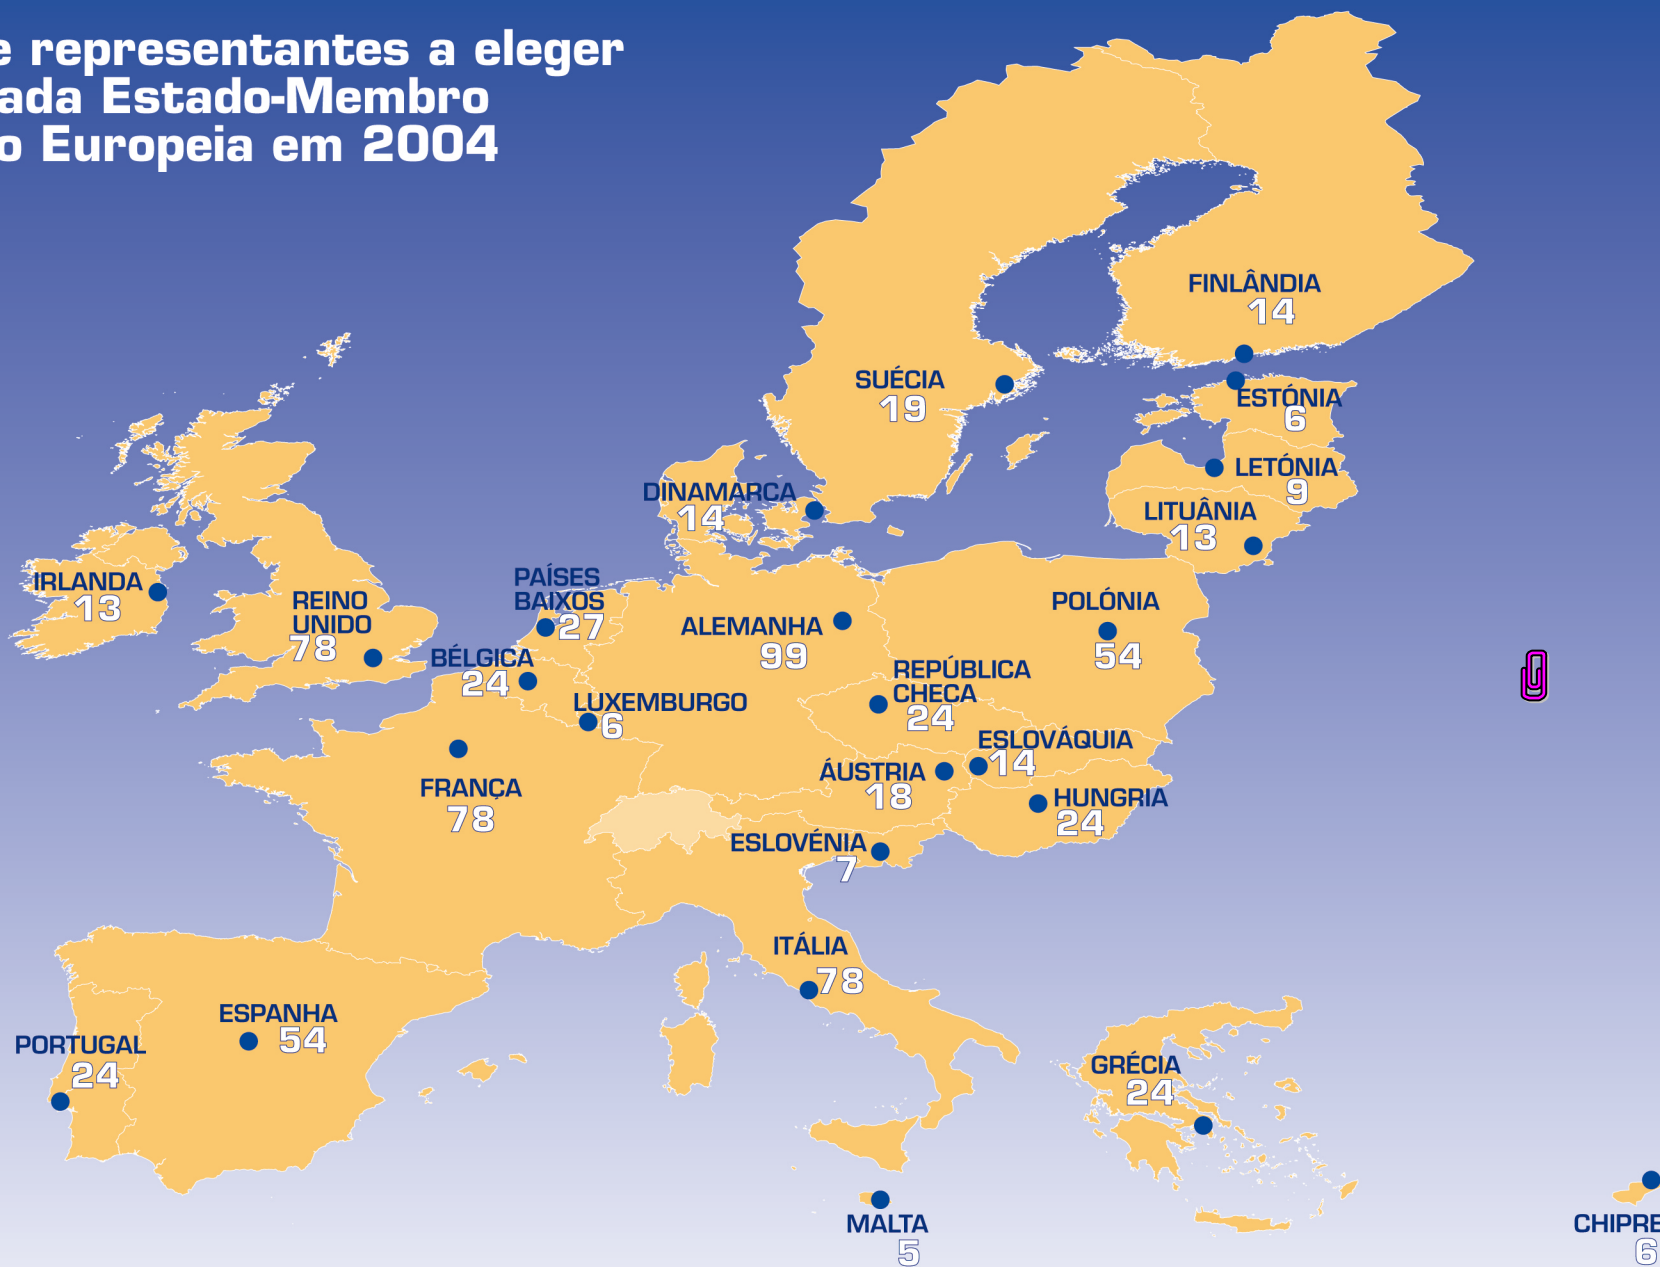 e representantes a eleger
ada Estado-Membro
o Europeia em 2004
FINLÂNDIA
14
SUÉCIA
19
ESTÓNIA
6
LETÓNIA
9
DINAMARCA
14
LITUÂNIA
13
IRLANDA
13
REINO
UNIDO
78
PAÍSES
BAIXOS
27
ALEMANHA
99
POLÓNIA
54
BÉLGICA
24
REPÚBLICA
CHECA
24
LUXEMBURGO
6
ESLOVÁQUIA
14
ÁUSTRIA
18
FRANÇA
78
HUNGRIA
24
ESLOVÉNIA
7
ITÁLIA
78
ESPANHA
54
PORTUGAL
24
GRÉCIA
24
MALTA
5
CHIPRE
6